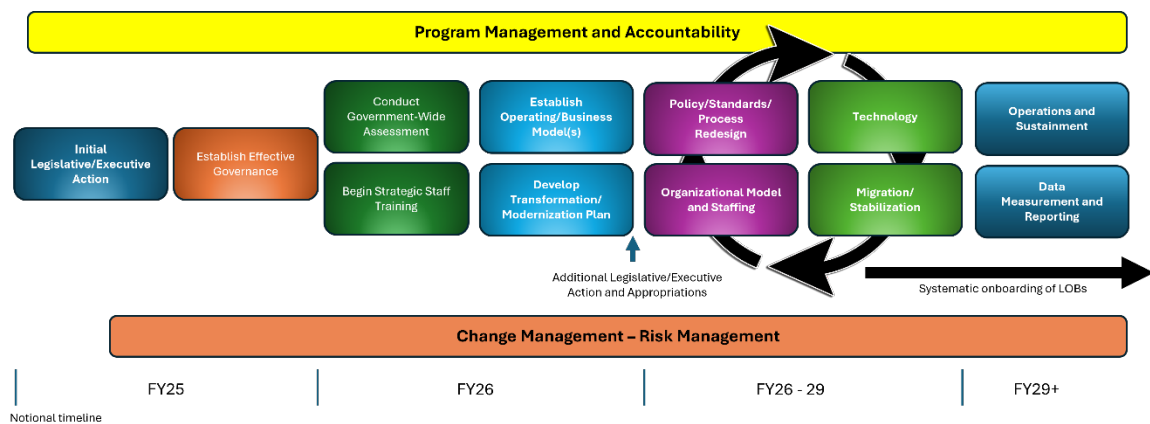 Program Management and Accountability
Initial
Legislative/Executive
Action
Establish Effective
Governance
Conduct
Government-Wide
Assessment
Begin Strategic Staff
Training
Establish
Operating/Business
Model(s)
Develop
Transformation/
Modernization Plan
Policy/Standards/
Process
Redesign
Organizational Model
and Staffing
Technology
Migration/
Stabilization
Operations and
Sustainment
Data
Measurement and
Reporting
Additional Legislative/Executive
Action and Appropriations
Systematic onboarding of LOBs
Change Management – Risk Management
FY25
FY26
FY26 - 29
FY29+
Notional timeline